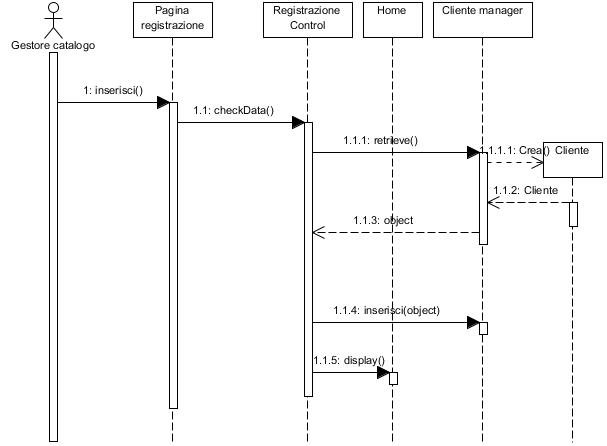 Gestore catalogo
Pagina
registrazione
Registrazione
Control
Home
Cliente manager
1: inserisci()
1.1: checkData()
1.1.1: retrieve()
1.1.1.1: Crea()
Cliente
1.1.2: Cliente
1.1.3: object
1.1.4: inserisci(object)
1.1.5: display()